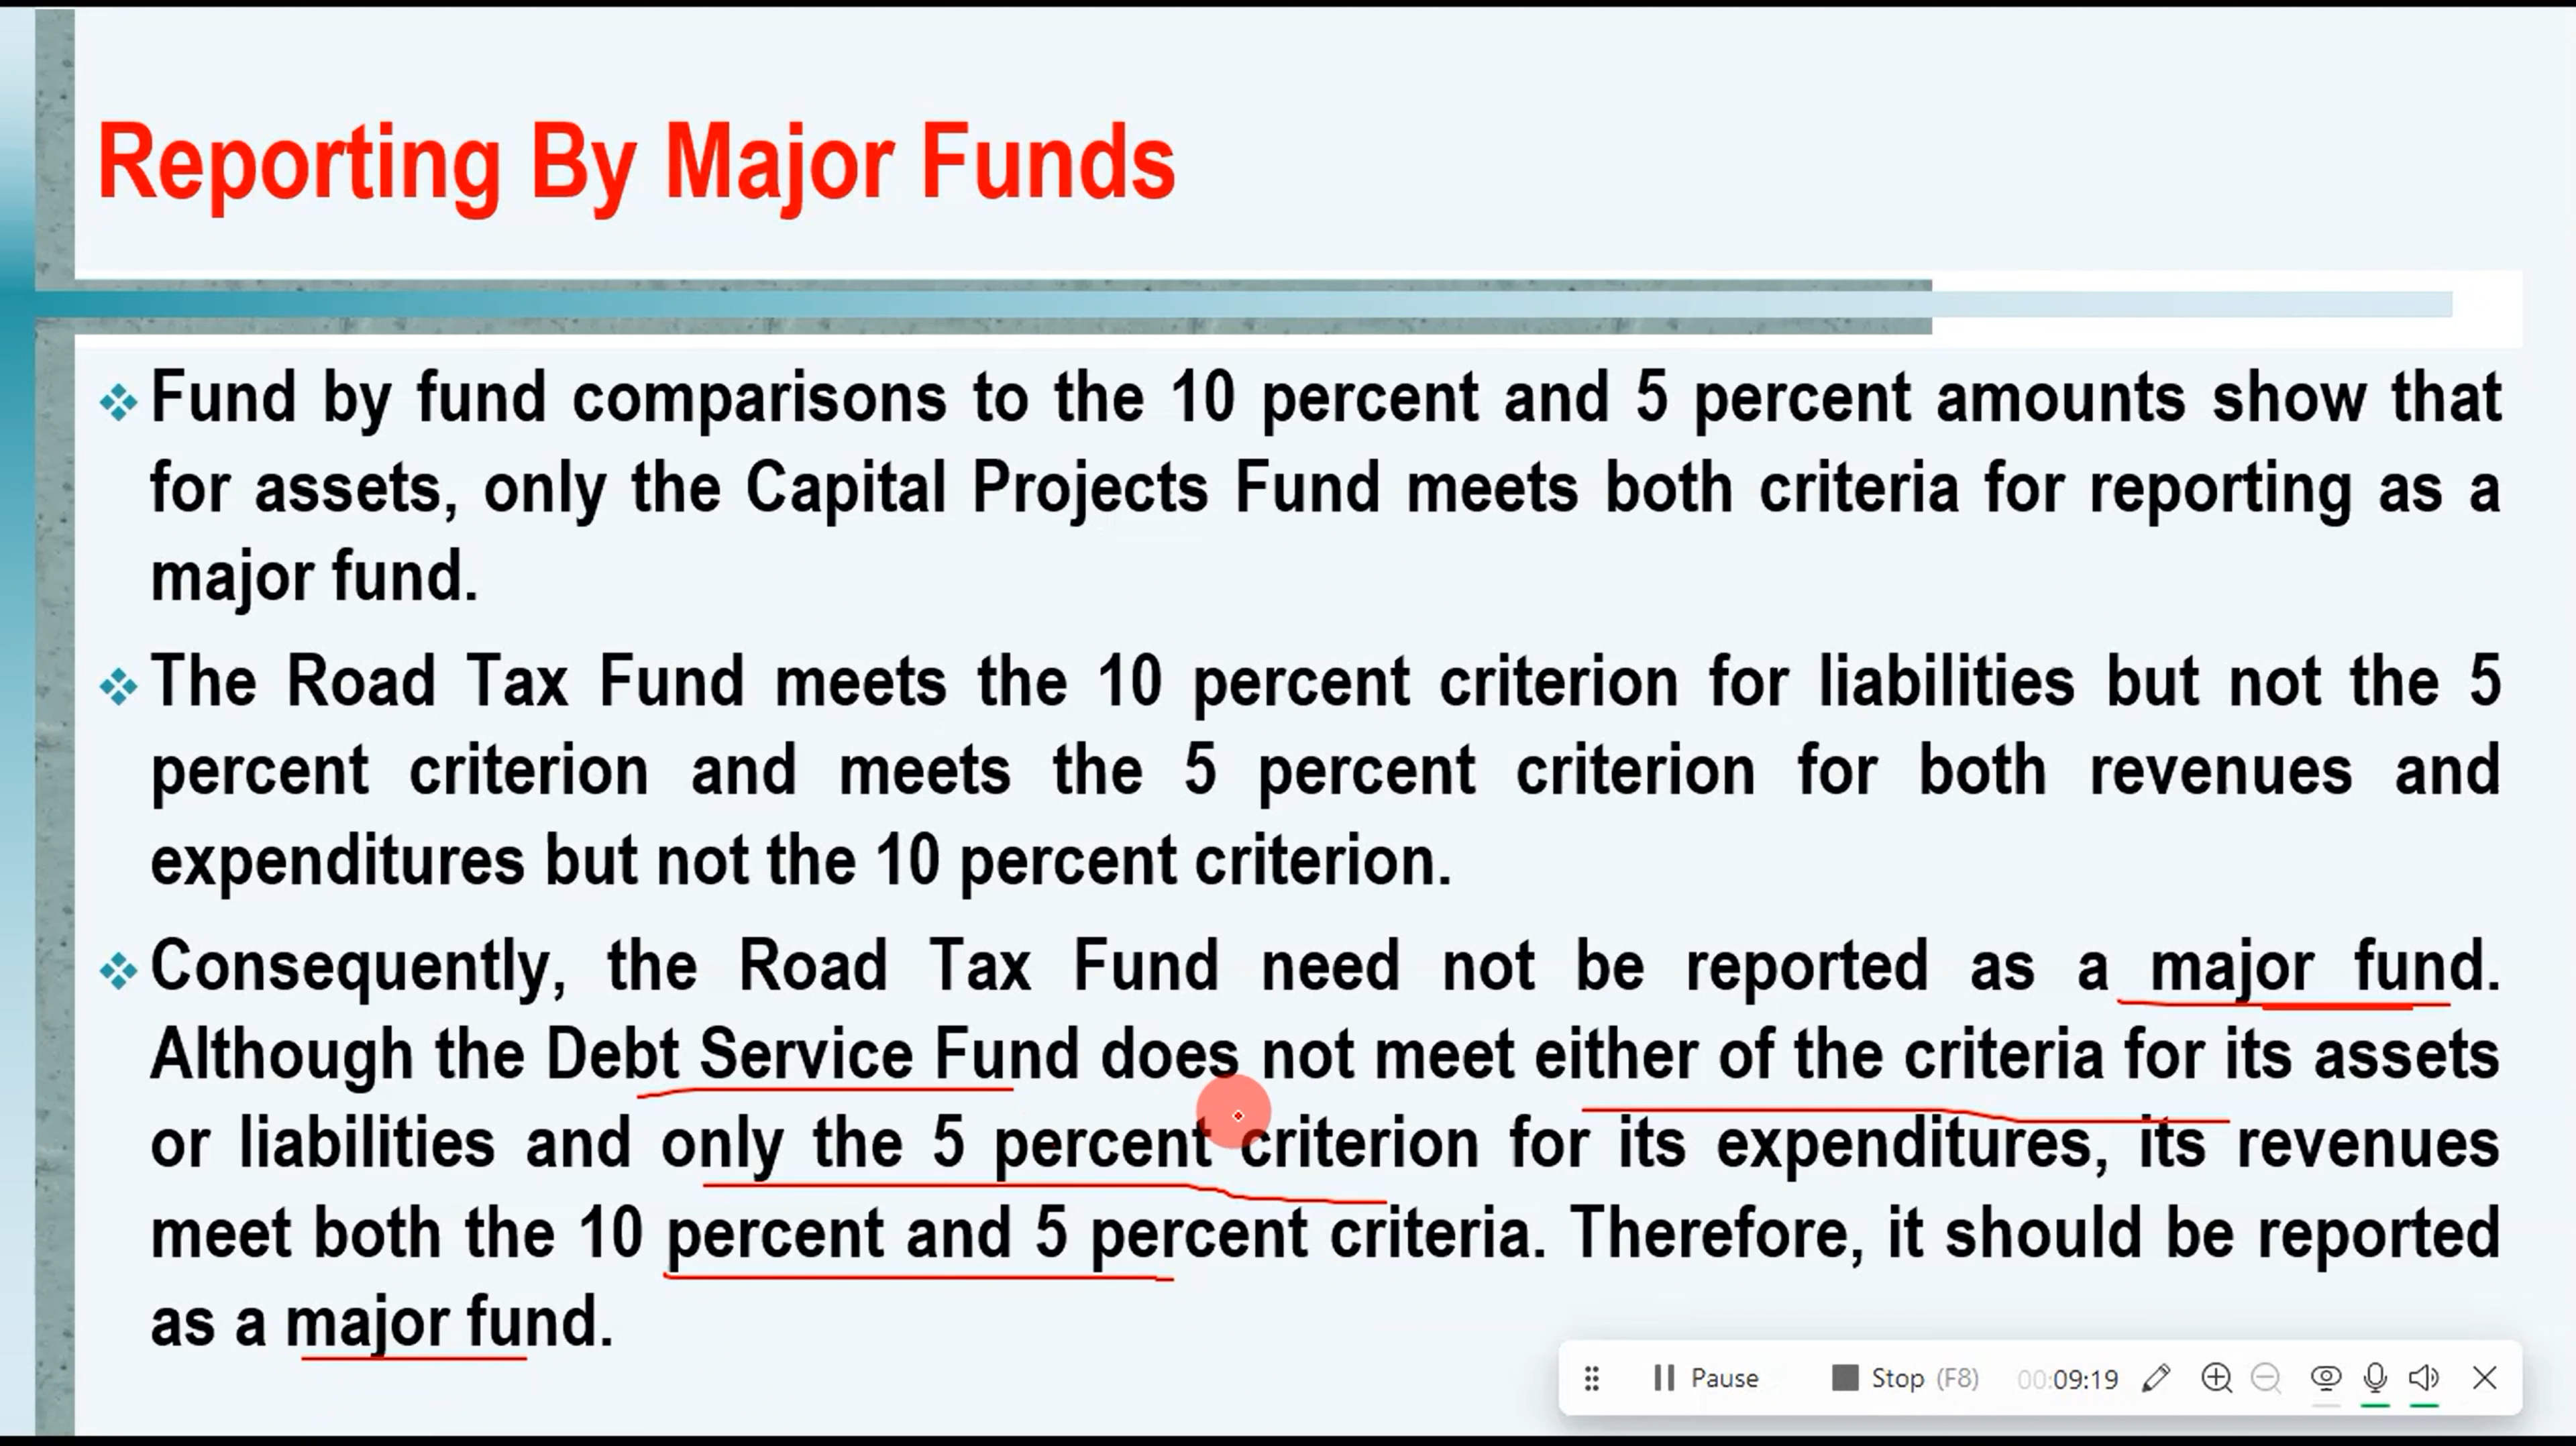 Reporting By Major Funds
Fund by fund comparisons to the 10 percent and 5 percent amounts show that
for assets, only the Capital Projects Fund meets both criteria for reporting as a
major fund.
The Road Tax Fund meets the 10 percent criterion for liabilities but not the 5
percent criterion and meets the 5 percent criterion for both revenues and
expenditures but not the 10 percent criterion.
Consequently, the Road Tax Fund need not be reported as a major fund.
Although the Debt Service Fund does not meet either of the criteria for its assets
or liabilities and only the 5 percent criterion for its expenditures, its revenues
meet both the 10 percent and 5 percent criteria. Therefore, it should be reported
as a major fund.
Pause Stop (F8) 00:09:19